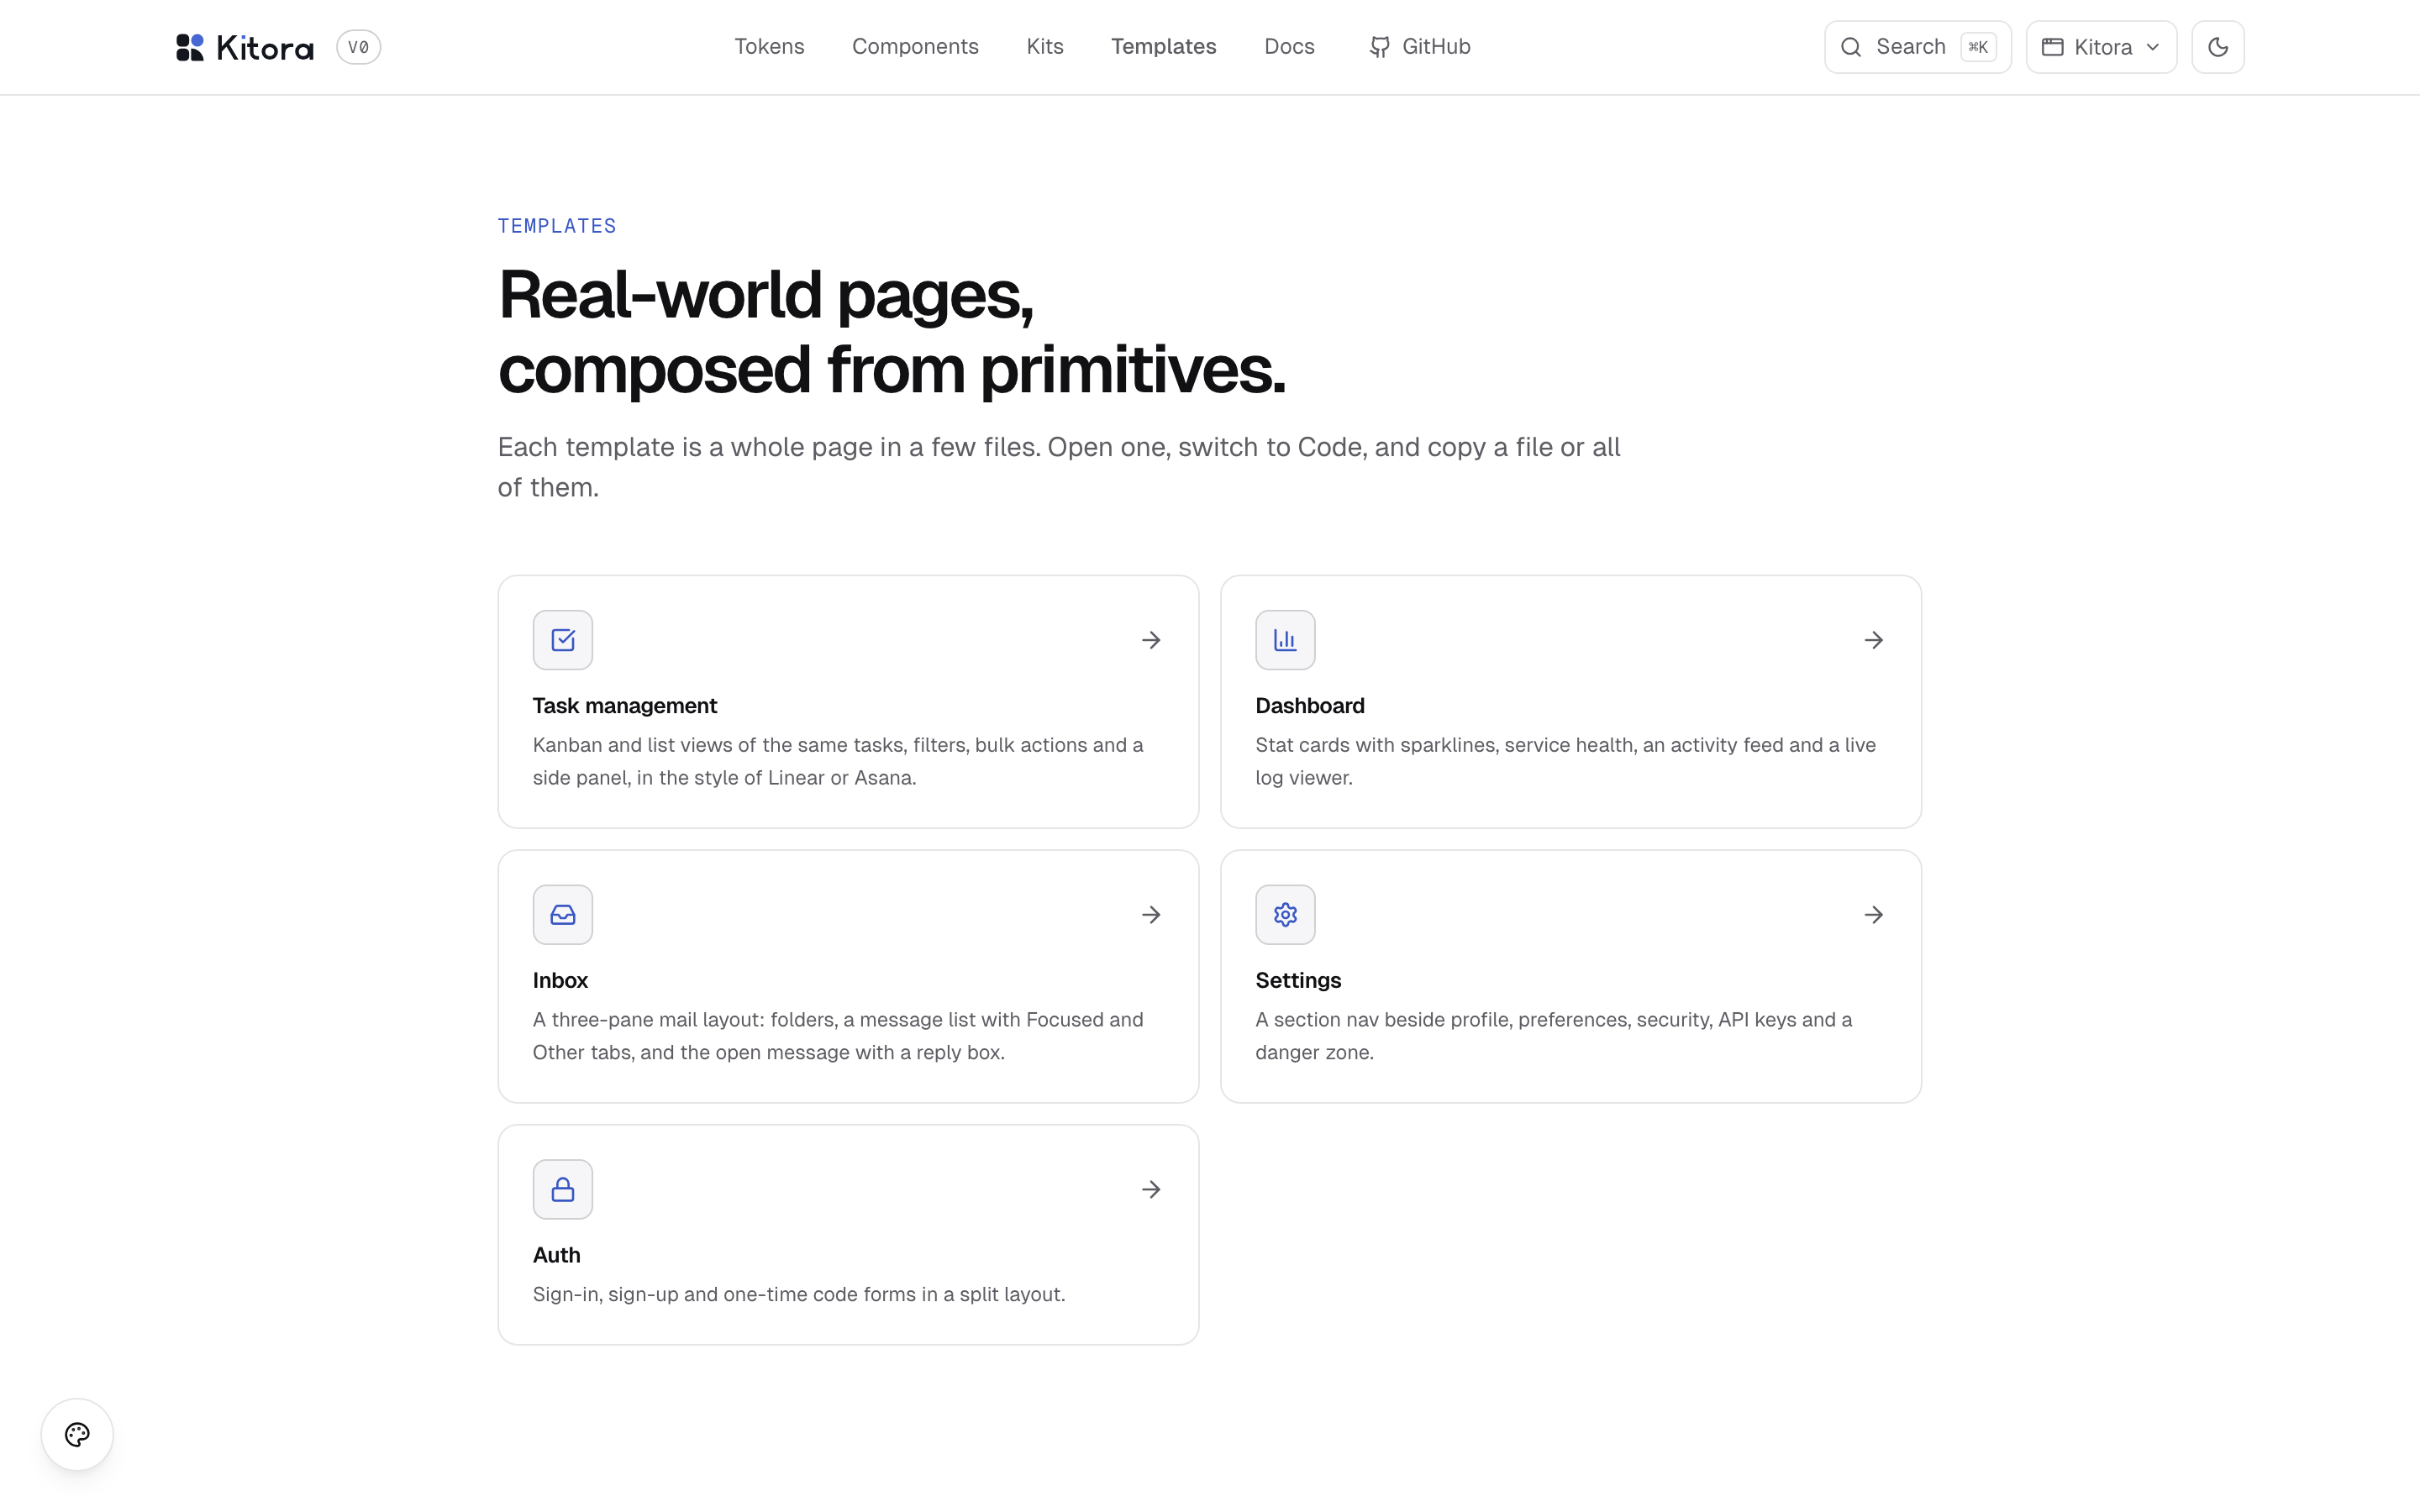 Kitora V0 Tokens Components Kits Templates Docs GitHub Search ⌘K Kitora
TEMPLATES
Real-world pages,
composed from primitives.
Each template is a whole page in a few files. Open one, switch to Code, and copy a file or all
of them.
Task management
Kanban and list views of the same tasks, filters, bulk actions and a
side panel, in the style of Linear or Asana.
Dashboard
Stat cards with sparklines, service health, an activity feed and a live
log viewer.
Inbox
A three-pane mail layout: folders, a message list with Focused and
Other tabs, and the open message with a reply box.
Settings
A section nav beside profile, preferences, security, API keys and a
danger zone.
Auth
Sign-in, sign-up and one-time code forms in a split layout.